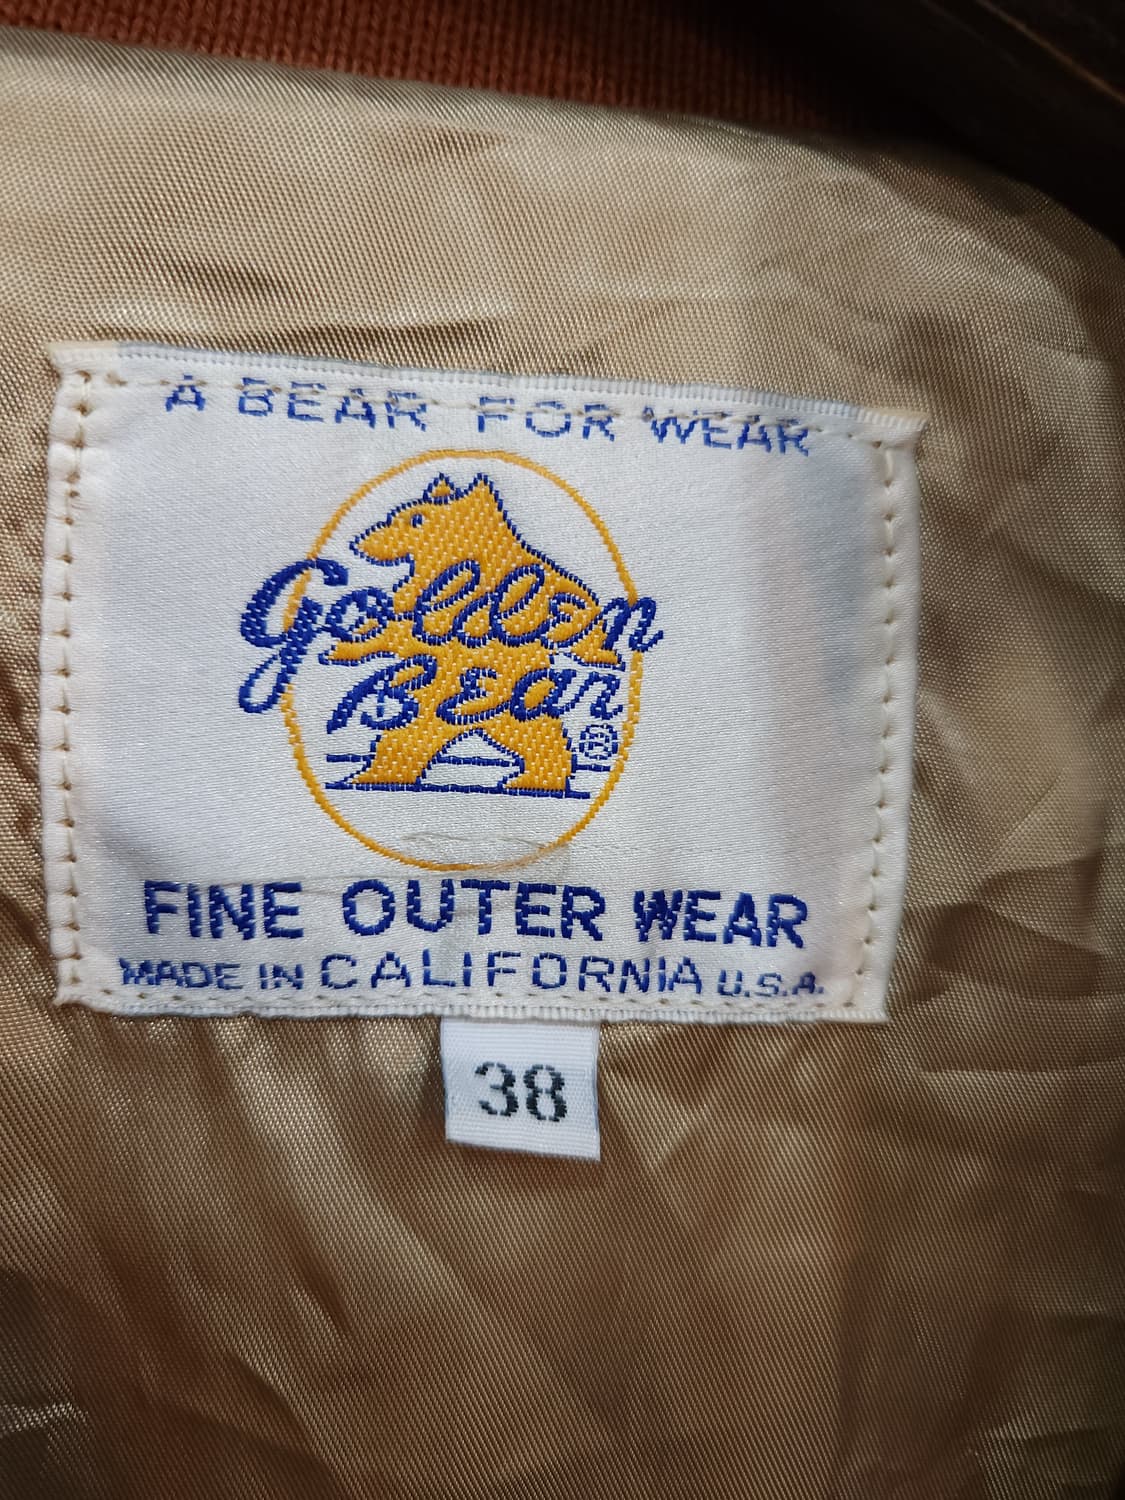 A BEAR FOR WEAR
Golden
Bear
®
FINE OUTER WEAR
MADE IN CALIFORNIA U.S.A.
38